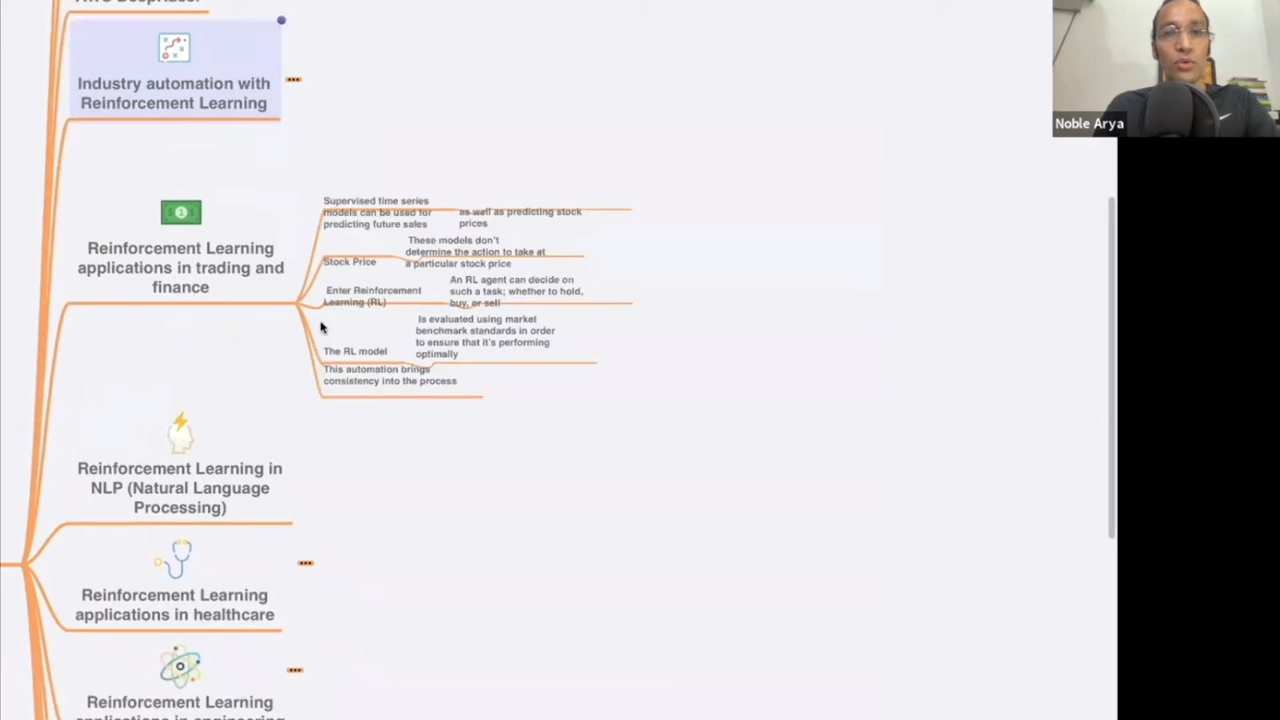 Industry automation with
Reinforcement Learning
Noble Arya
Reinforcement Learning
applications in trading and
finance
Supervised time series
models can be used for
predicting future sales
as well as predicting stock
prices
Stock Price
These models don't
determine the action to take at
a particular stock price
Enter Reinforcement
Learning (RL)
An RL agent can decide on
such a task; whether to hold,
buy, or sell
The RL model
Is evaluated using market
benchmark standards in order
to ensure that it's performing
optimally
This automation brings
consistency into the process
Reinforcement Learning in
NLP (Natural Language
Processing)
Reinforcement Learning
applications in healthcare
Reinforcement Learning
applications in engineering